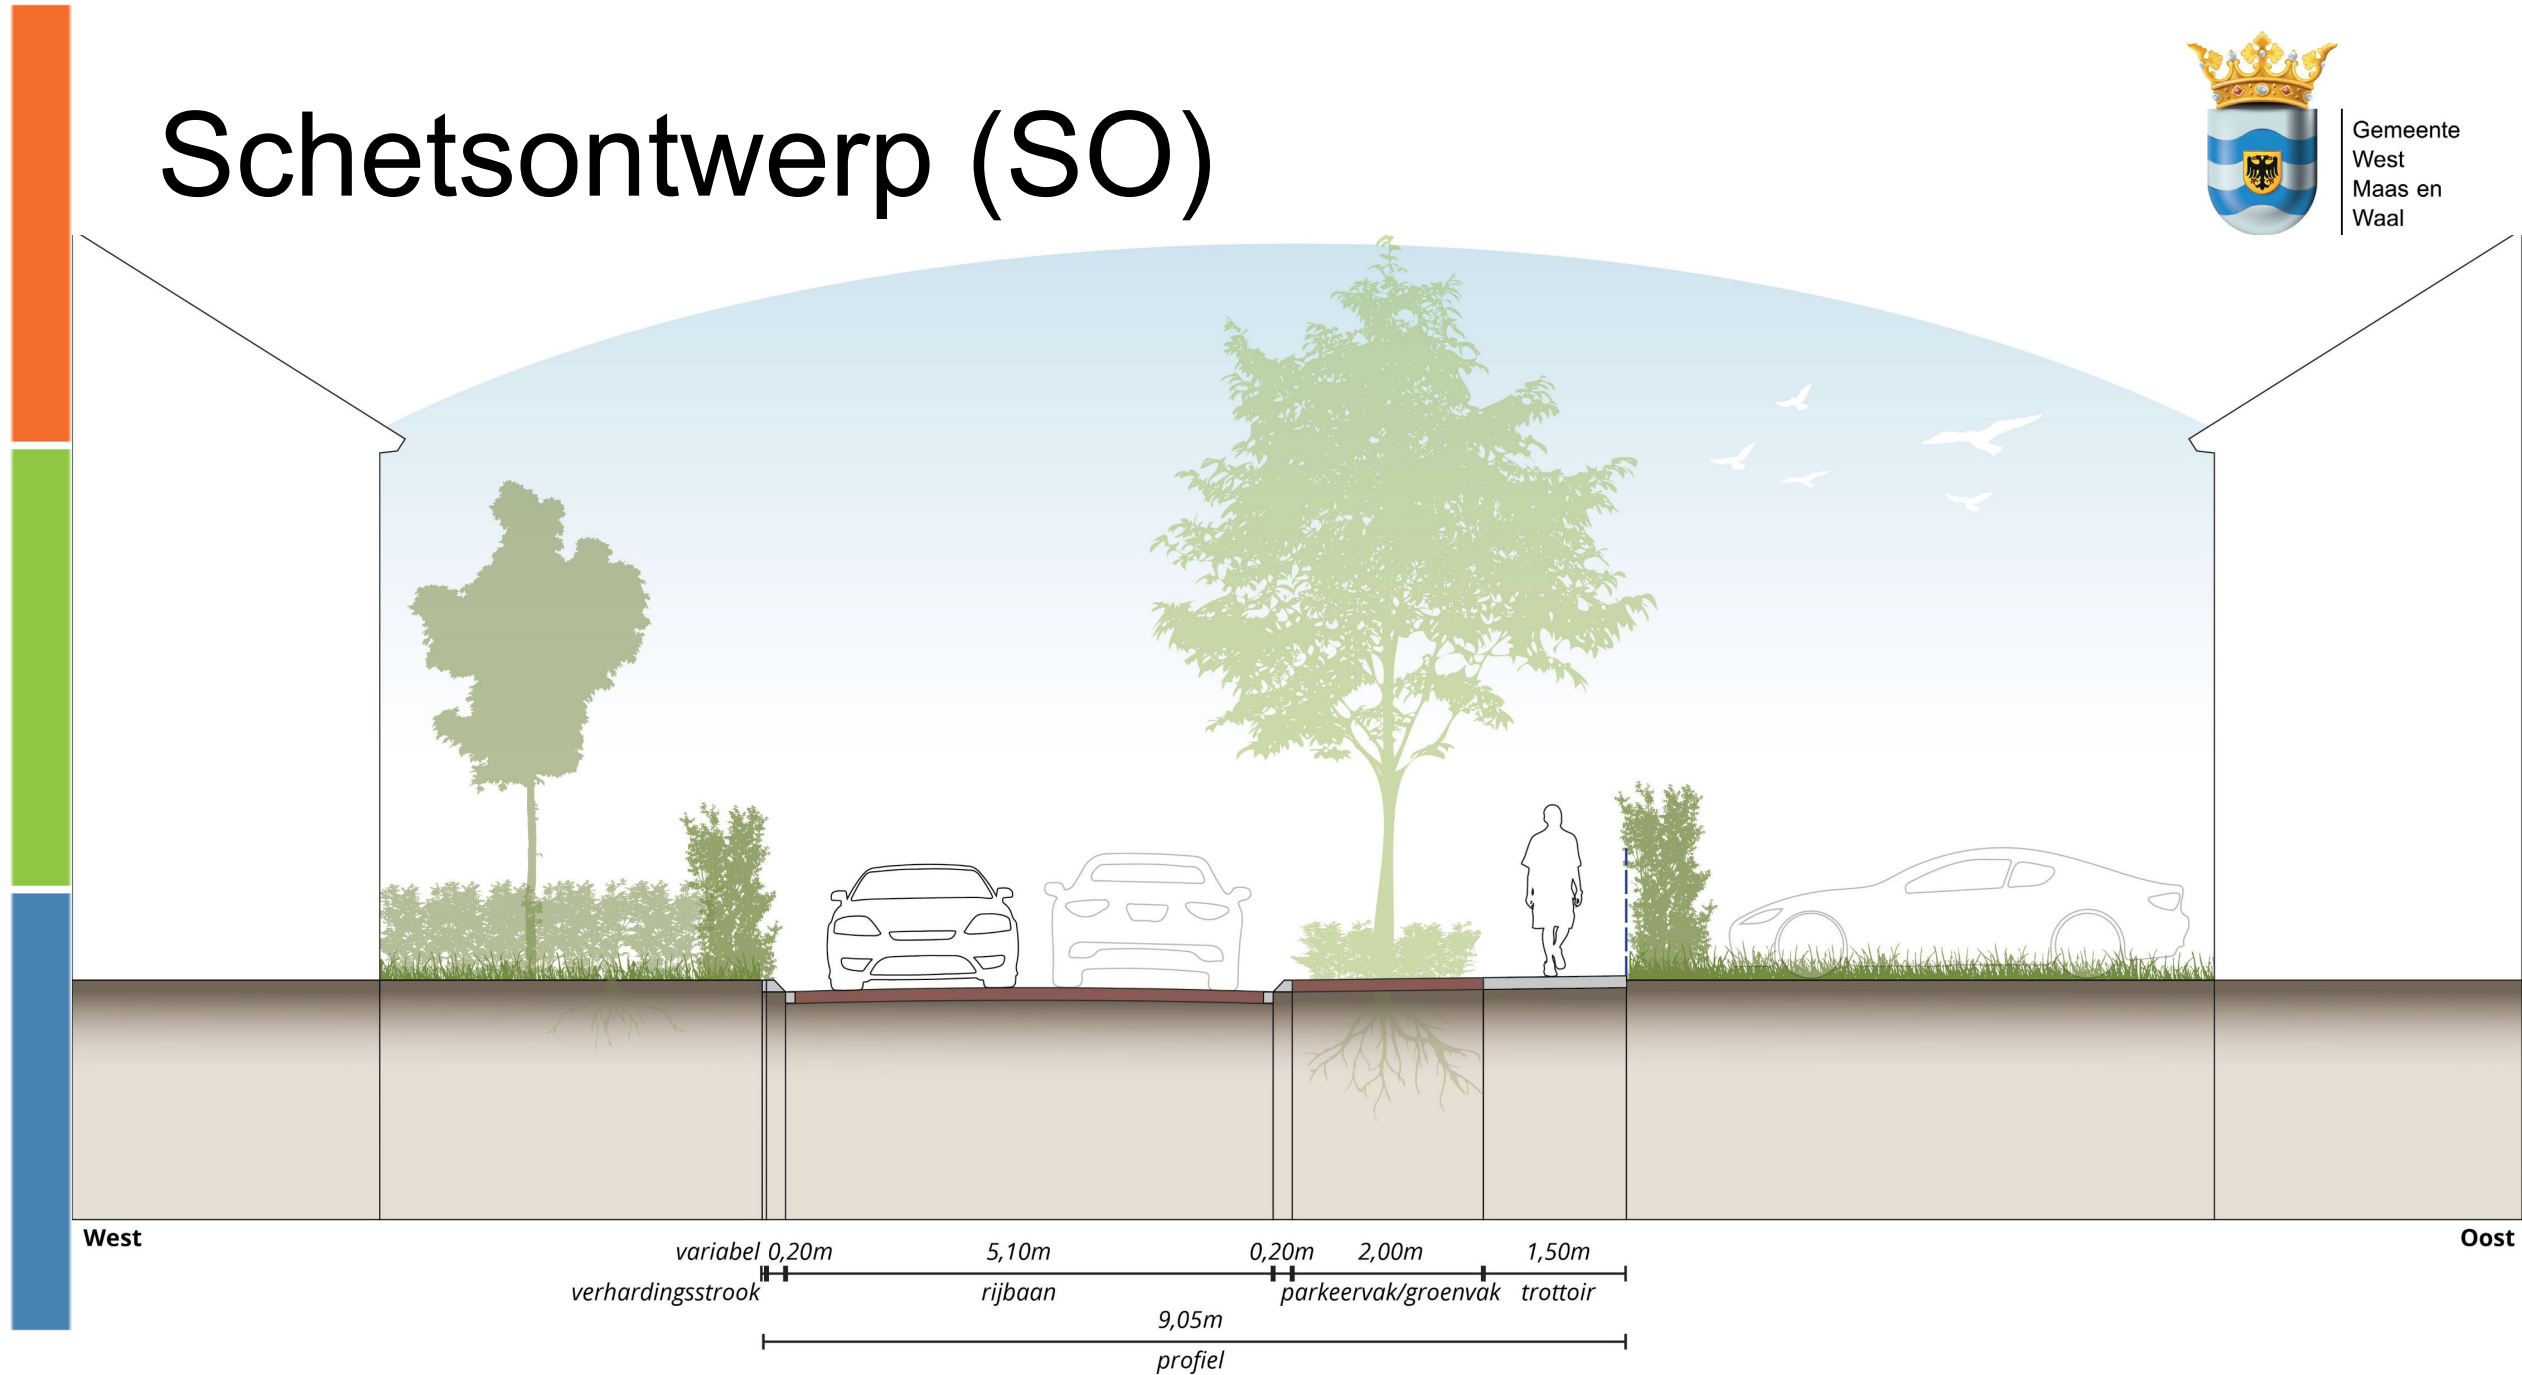 Schetsontwerp (SO)
Gemeente
West
Maas en
Waal
West
Oost
variabel 0,20m 5,10m 0,20m 2,00m 1,50m
verhardingsstrook rijbaan parkeervak/groenvak trottoir
9,05m
profiel